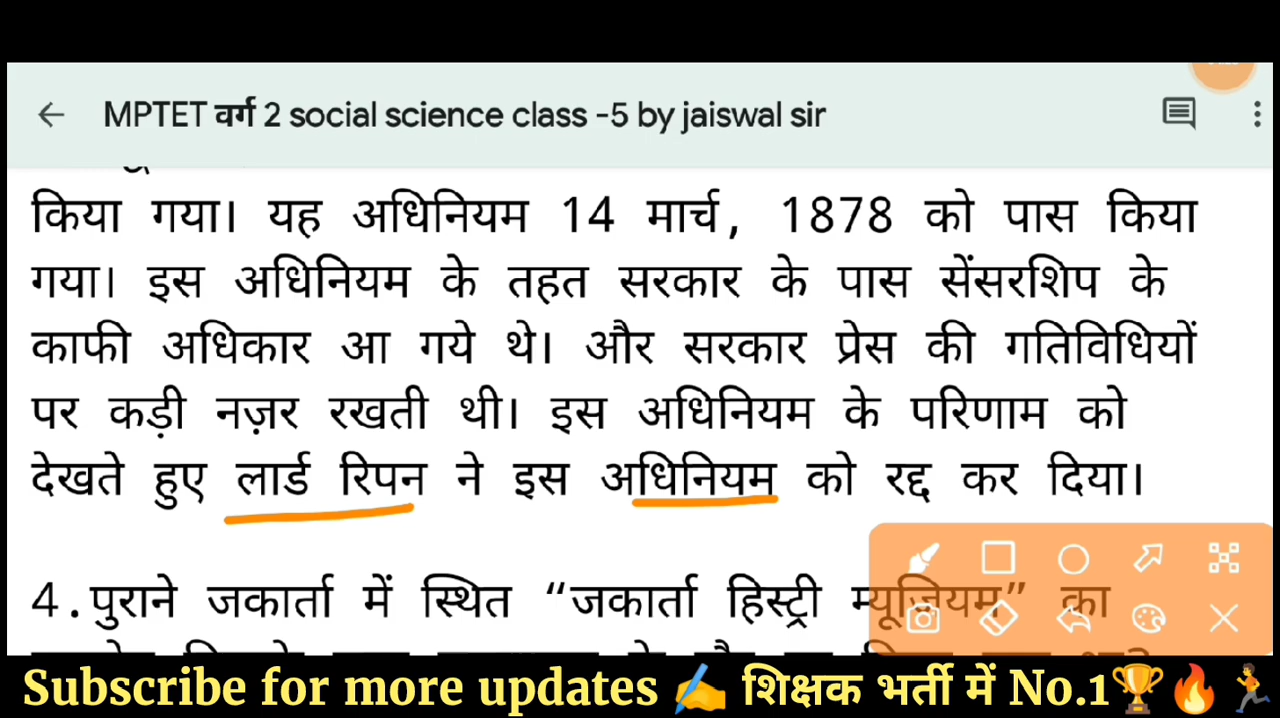 MPTET वर्ग 2 social science class -5 by jaiswal sir
किया गया। यह अधिनियम 14 मार्च, 1878 को पास किया
गया। इस अधिनियम के तहत सरकार के पास सेंसरशिप के
काफी अधिकार आ गये थे। और सरकार प्रेस की गतिविधियों
पर कड़ी नज़र रखती थी। इस अधिनियम के परिणाम को
देखते हुए लार्ड रिपन ने इस अधिनियम को रद्द कर दिया।
4.पुराने जकार्ता में स्थित “जकार्ता हिस्ट्री म्यूजियम” का
Subscribe for more updates ✍️ शिक्षक भर्ती में No.1🏆🔥🏃